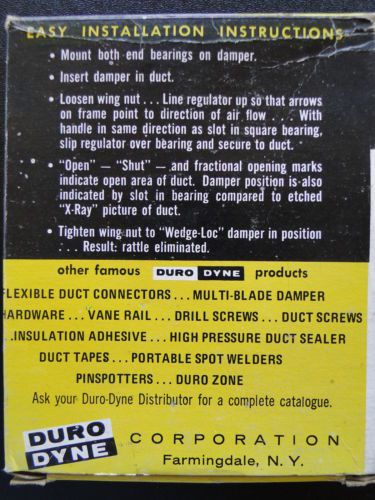 EASY INSTALLATION INSTRUCTIONS
• Mount both end bearings on damper.
• Insert damper in duct.
• Loosen wing nut . . . Line regulator up so that arrows
on frame point to direction of air flow . . . With
handle in same direction as slot in square bearing,
slip regulator over bearing and secure to duct.
• "Open" — "Shut" — and fractional opening marks
indicate open area of duct. Damper position is also
indicated by slot in bearing compared to etched
"X-Ray" picture of duct.
• Tighten wing nut to "Wedge-Loc" damper in position
. . . Result: rattle eliminated.
other famous DURO DYNE products
FLEXIBLE DUCT CONNECTORS . . . MULTI-BLADE DAMPER
HARDWARE . . . VANE RAIL . . . DRILL SCREWS . . . DUCT SCREWS
. . . INSULATION ADHESIVE . . . HIGH PRESSURE DUCT SEALER
DUCT TAPES . . . PORTABLE SPOT WELDERS
PINSPOTTERS . . . DURO ZONE
Ask your Duro-Dyne Distributor for a complete catalogue.
DURO
DYNE
CORPORATION
Farmingdale, N. Y.